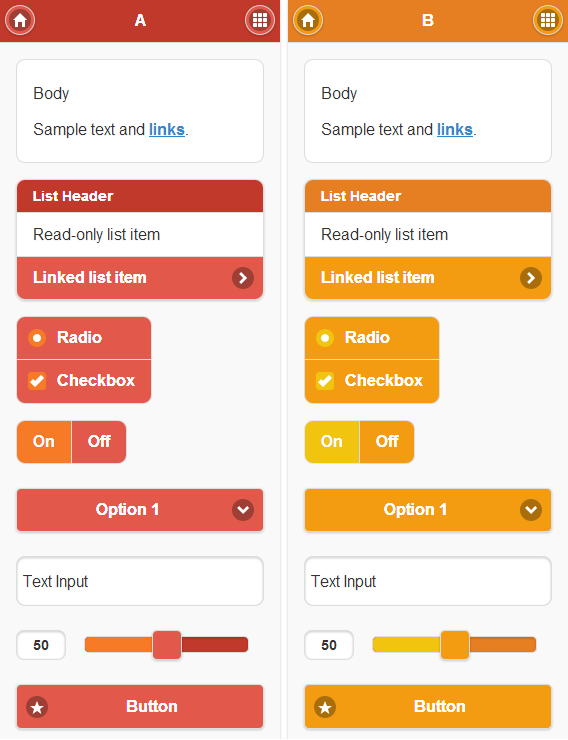 A
Body
Sample text and links.
List Header
Read-only list item
Linked list item
Radio
Checkbox
On Off
Option 1
Text Input
50
Button
B
Body
Sample text and links.
List Header
Read-only list item
Linked list item
Radio
Checkbox
On Off
Option 1
Text Input
50
Button